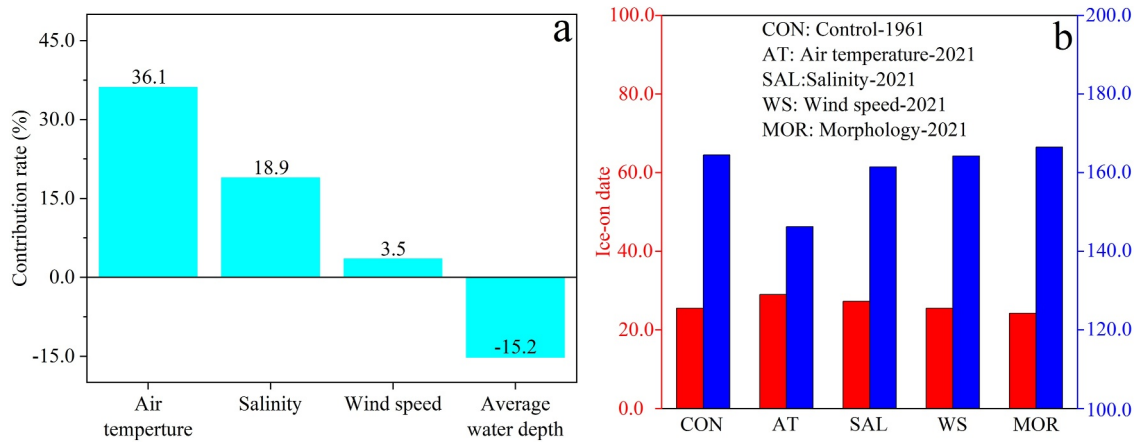 a
Contribution rate (%)
45.0
30.0
15.0
0.0
-15.0
36.1
18.9
3.5
-15.2
Air
temperture
Salinity
Wind speed
Average
water depth
b
Ice-on date
100.0
80.0
60.0
40.0
20.0
0.0
CON: Control-1961
AT: Air temperature-2021
SAL:Salinity-2021
WS: Wind speed-2021
MOR: Morphology-2021
200.0
180.0
160.0
140.0
120.0
100.0
CON
AT
SAL
WS
MOR